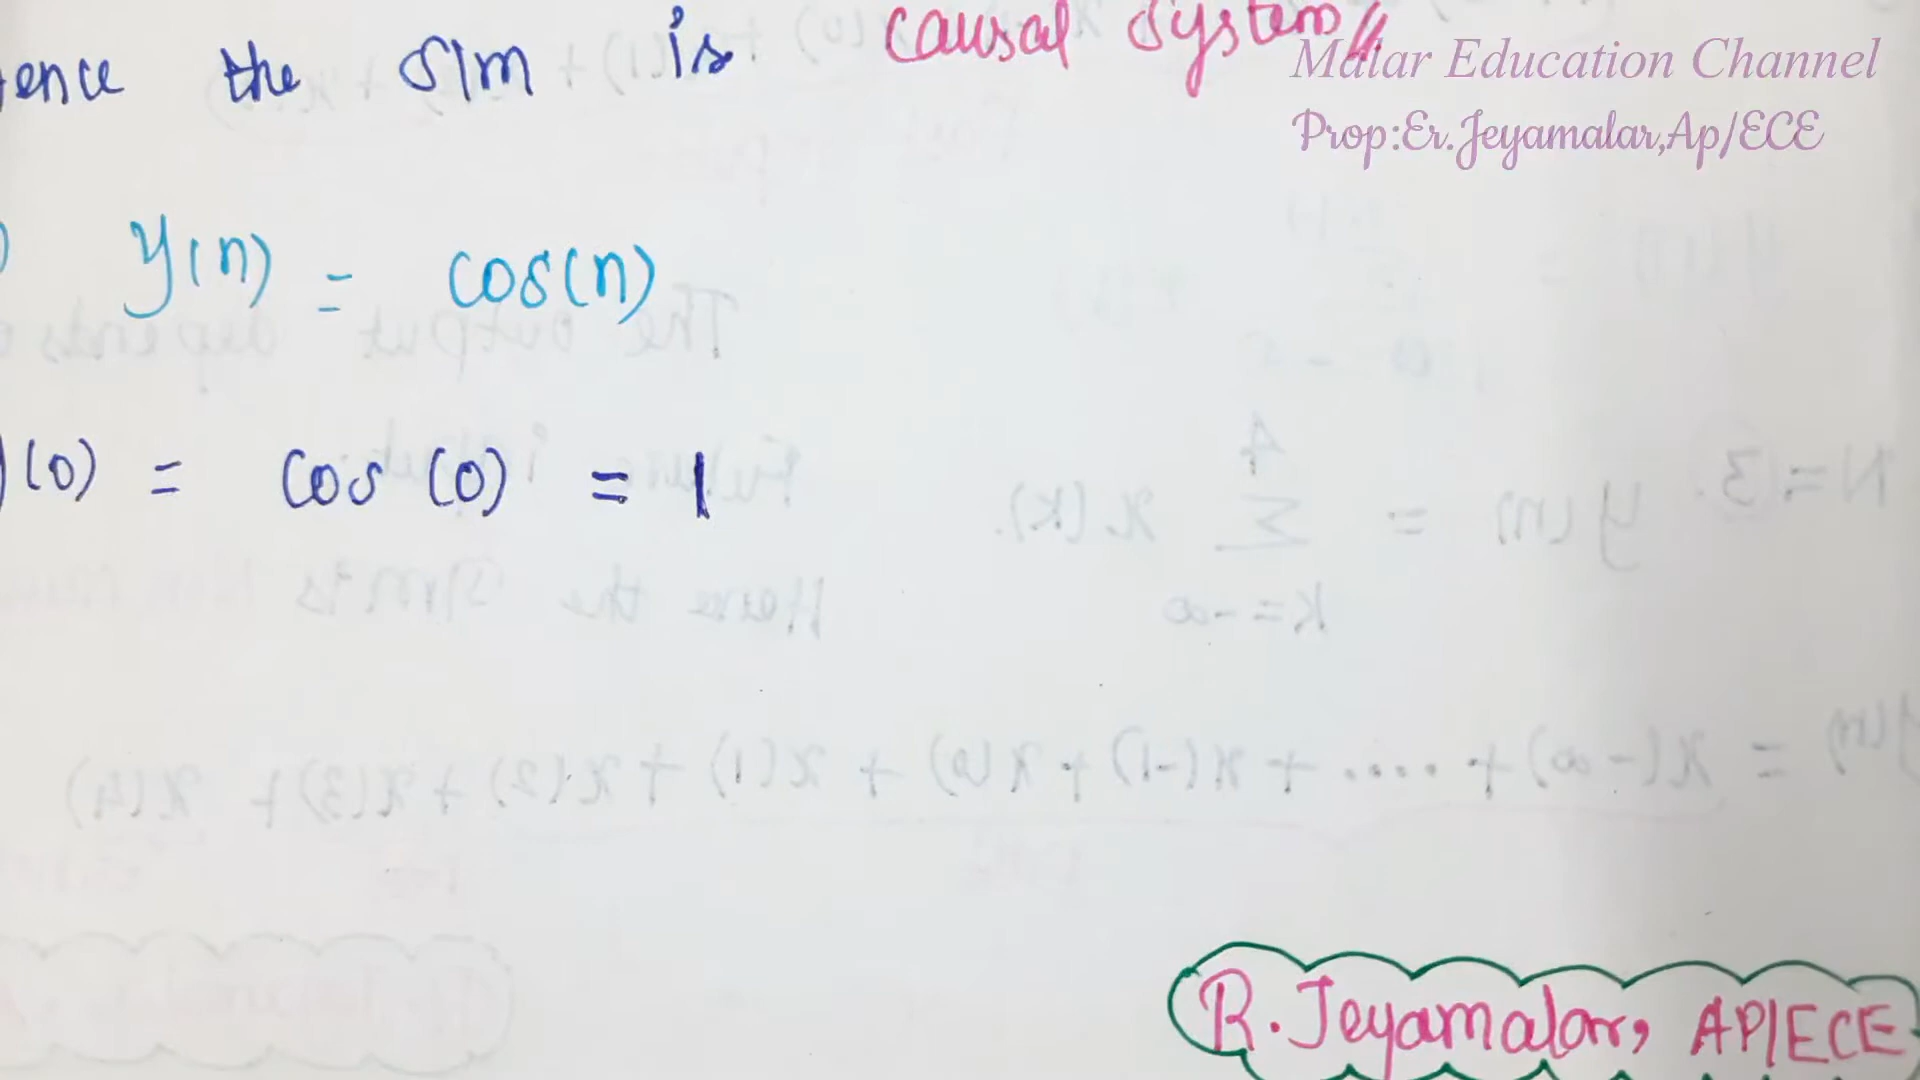 ence the S/m is causal system//
Malar Education Channel
Prop:Er.Jeyamalar,Ap/ECE
y(n) = cos(n)
(0) = cos (0) = 1
R. Jeyamalar, AP/ECE